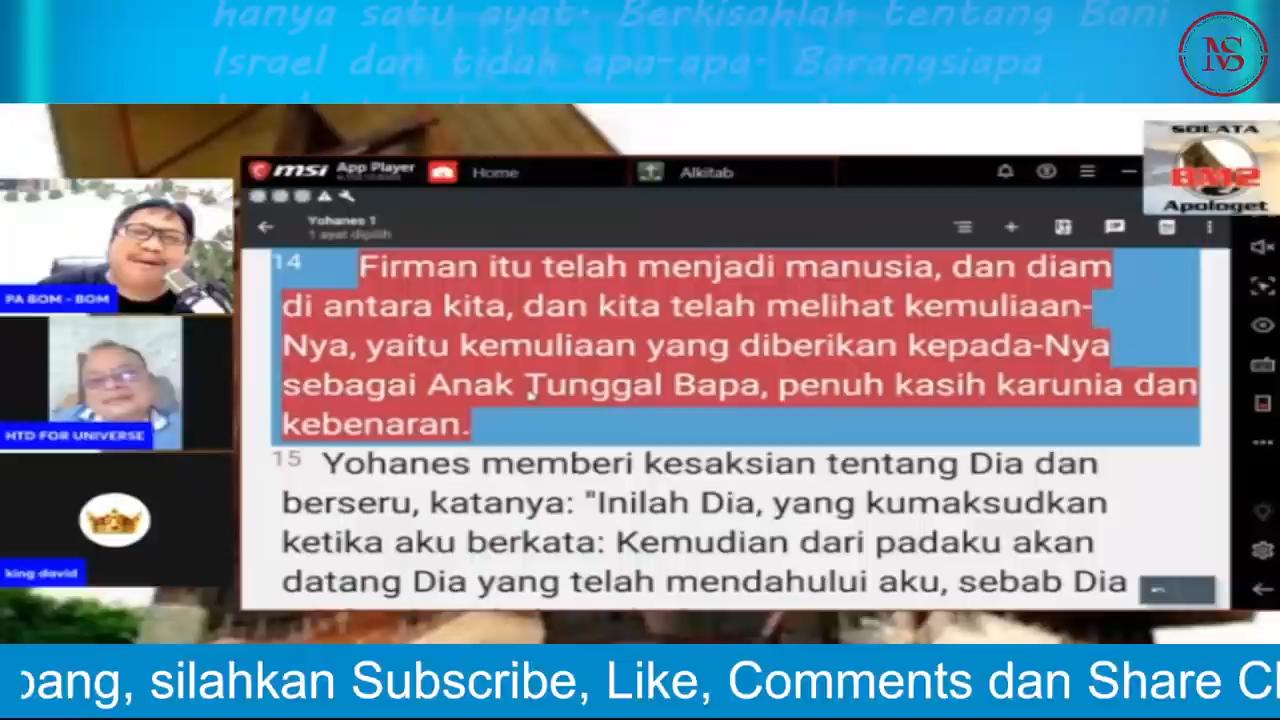 hanya satu ayat. Berkisahlah tentang Bani
Israel dan tidak apa-apa. Barangsiapa
MS
SOLATA
BM2
Apologet
msi App Player
Home
Alkitab
Yohanes 1
1 ayat dipilih
14 Firman itu telah menjadi manusia, dan diam
di antara kita, dan kita telah melihat kemuliaan-
Nya, yaitu kemuliaan yang diberikan kepada-Nya
sebagai Anak Tunggal Bapa, penuh kasih karunia dan
kebenaran.
15 Yohanes memberi kesaksian tentang Dia dan
berseru, katanya: "Inilah Dia, yang kumaksudkan
ketika aku berkata: Kemudian dari padaku akan
datang Dia yang telah mendahului aku, sebab Dia
PA BOM - BOM
HTD FOR UNIVERSE
king david
bang, silahkan Subscribe, Like, Comments dan Share